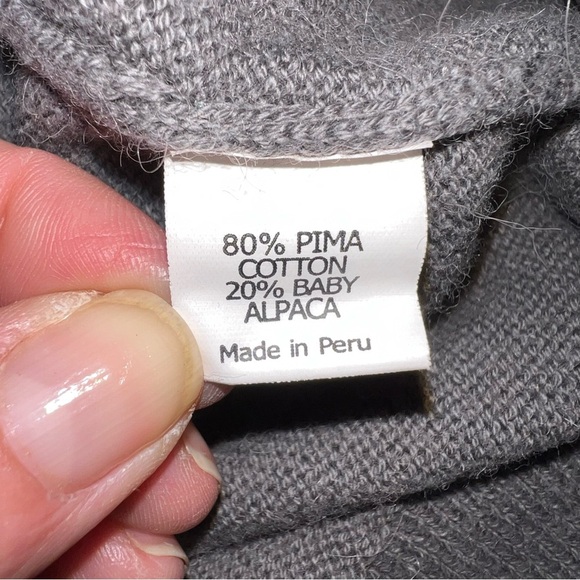 80% PIMA
COTTON
20% BABY
ALPACA
Made in Peru